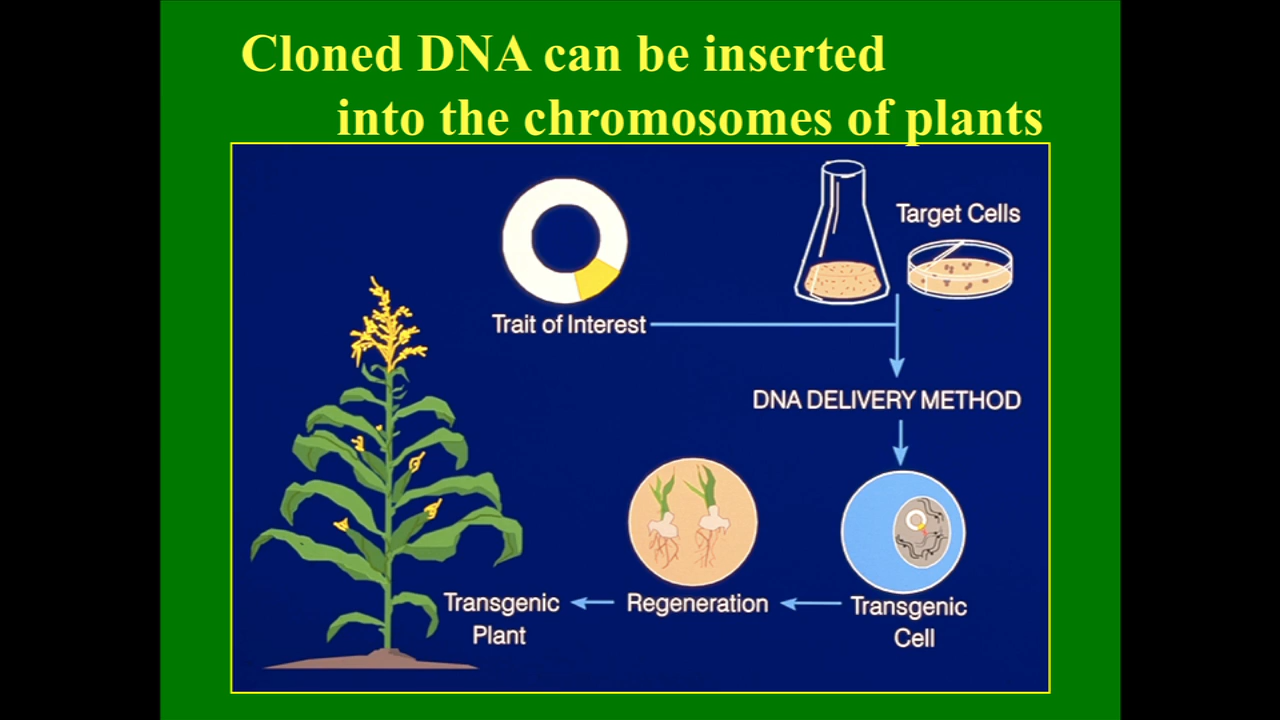 Cloned DNA can be inserted
into the chromosomes of plants
Target Cells
Trait of Interest
DNA DELIVERY METHOD
Transgenic
Plant
Regeneration
Transgenic
Cell